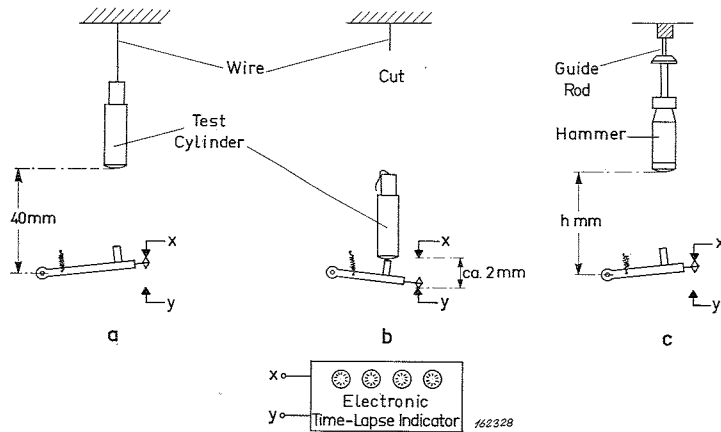 Wire
Cut
Guide
Rod
Test
Cylinder
Hammer
40mm
h mm
x
y
x
ca. 2mm
y
x
y
a
b
c
x
y
Electronic
Time-Lapse Indicator
162328